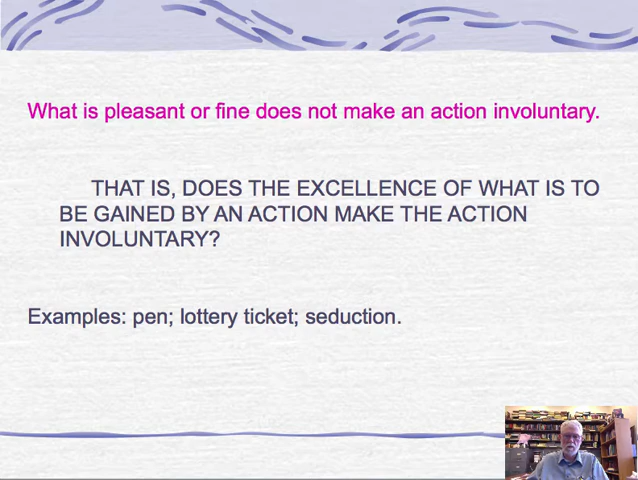 What is pleasant or fine does not make an action involuntary.
THAT IS, DOES THE EXCELLENCE OF WHAT IS TO
BE GAINED BY AN ACTION MAKE THE ACTION
INVOLUNTARY?
Examples: pen; lottery ticket; seduction.